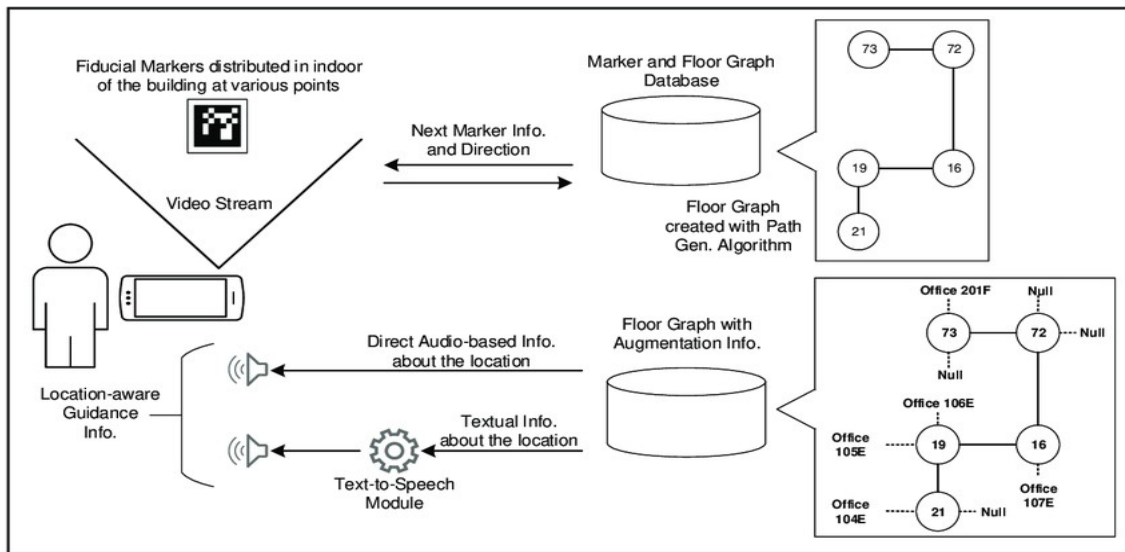 Fiducial Markers distributed in indoor
of the building at various points
Video Stream
Next Marker Info.
and Direction
Marker and Floor Graph
Database
Floor Graph
created with Path
Gen. Algorithm
73
72
19
16
21
Location-aware
Guidance
Info.
Direct Audio-based Info.
about the location
Textual Info.
about the location
Text-to-Speech
Module
Floor Graph with
Augmentation Info.
Office 201F
Null
73
72
Null
Null
Office 106E
Office
105E
19
16
Office
107E
Office
104E
21
Null